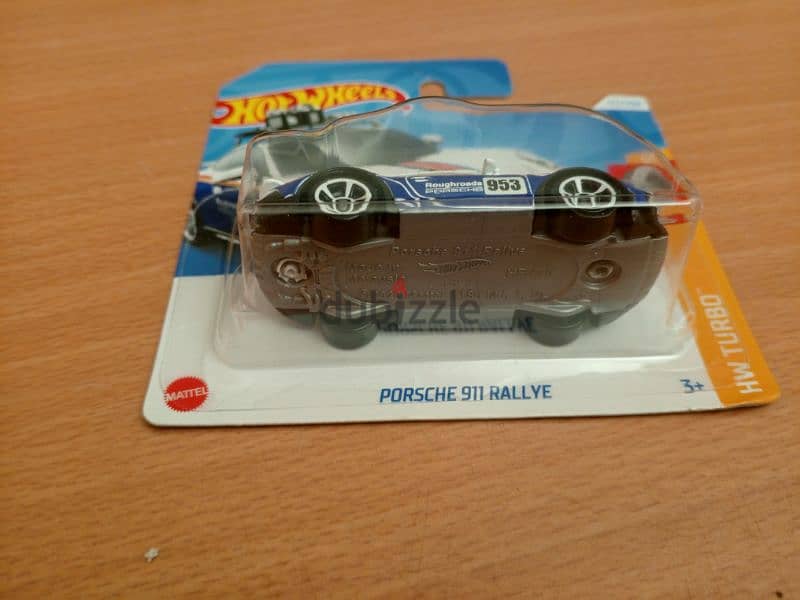 HOT WHEELS
Roughroads
PORSCHE
953
Porsche 911 Rallye
dubizzle
HW TURBO
MATTEL
PORSCHE 911 RALLYE
3+